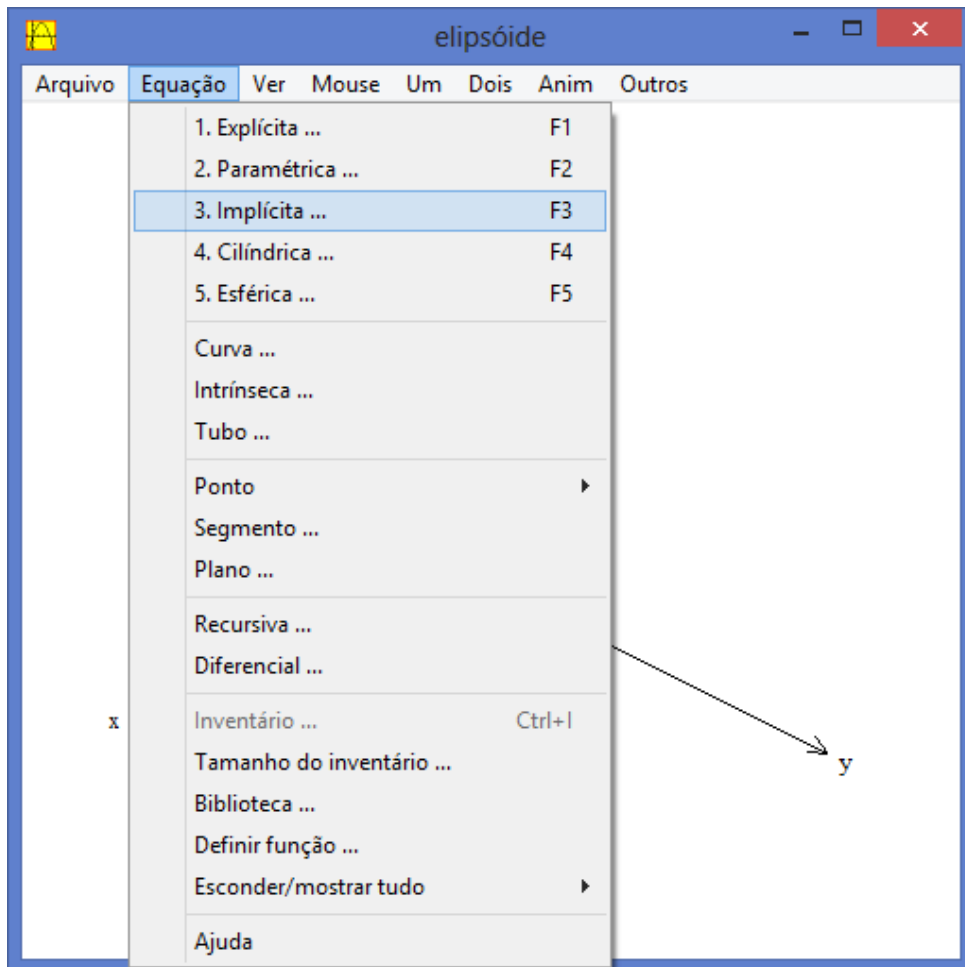 elipsóide
Arquivo Equação Ver Mouse Um Dois Anim Outros
1. Explícita ... F1
2. Paramétrica ... F2
3. Implícita ... F3
4. Cilíndrica ... F4
5. Esférica ... F5
Curva ...
Intrínseca ...
Tubo ...
Ponto
Segmento ...
Plano ...
Recursiva ...
Diferencial ...
x
Inventário ... Ctrl+I
Tamanho do inventário ...
y
Biblioteca ...
Definir função ...
Esconder/mostrar tudo
Ajuda